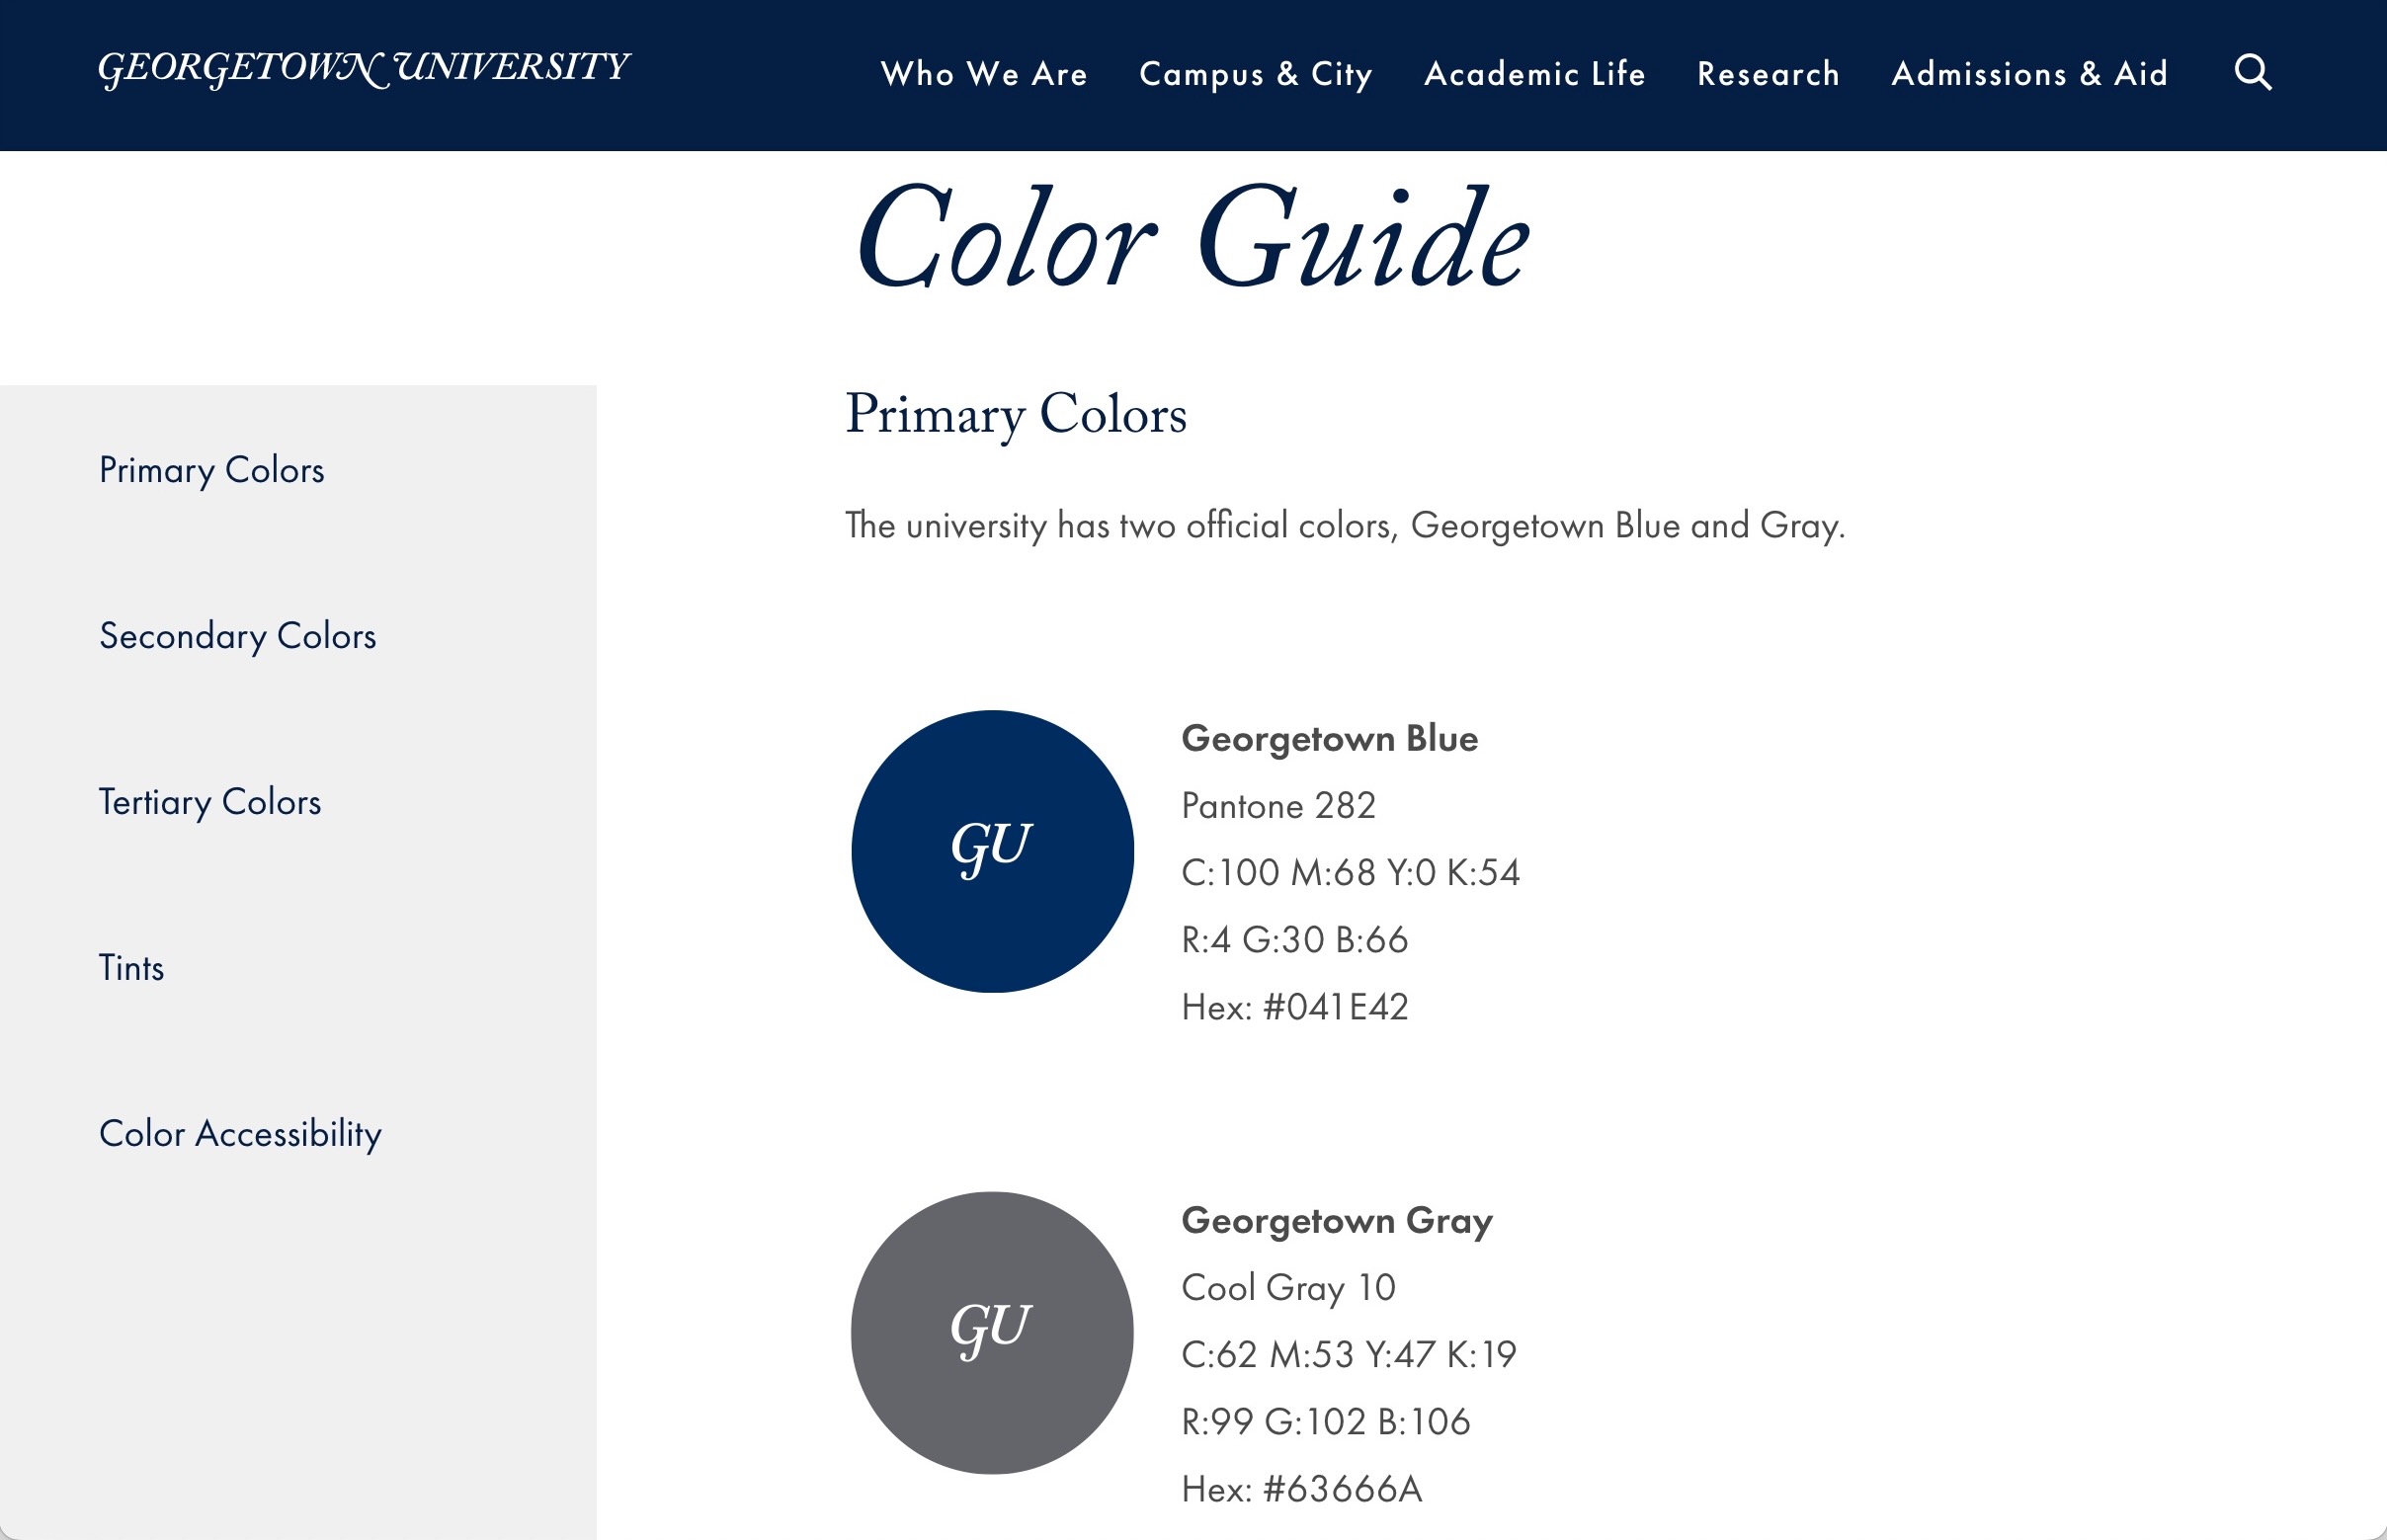 GEORGETOWN UNIVERSITY
Who We Are Campus & City Academic Life Research Admissions & Aid
Color Guide
Primary Colors
Secondary Colors
Tertiary Colors
Tints
Color Accessibility
Primary Colors
The university has two official colors, Georgetown Blue and Gray.
GU
Georgetown Blue
Pantone 282
C:100 M:68 Y:0 K:54
R:4 G:30 B:66
Hex: #041E42
GU
Georgetown Gray
Cool Gray 10
C:62 M:53 Y:47 K:19
R:99 G:102 B:106
Hex: #63666A